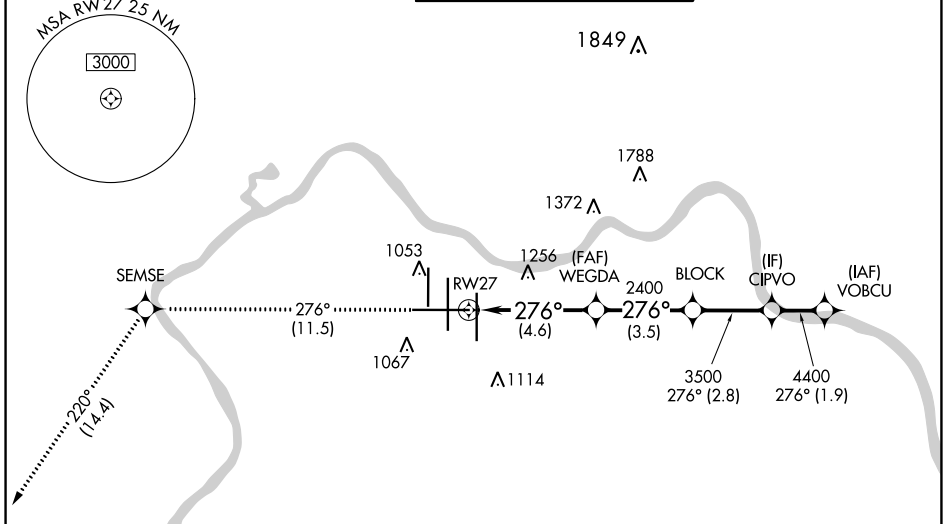 MSA RW27 25 NM
3000
1849
1788
1372
1256
1053
(FAF)
WEGDA
BLOCK
(IF)
CIPVO
(IAF)
VOBCU
SEMSE
RW27
2400
276°
(11.5)
276°
(4.6)
276°
(3.5)
1067
1114
3500
276° (2.8)
4400
276° (1.9)
220°
(14.4)